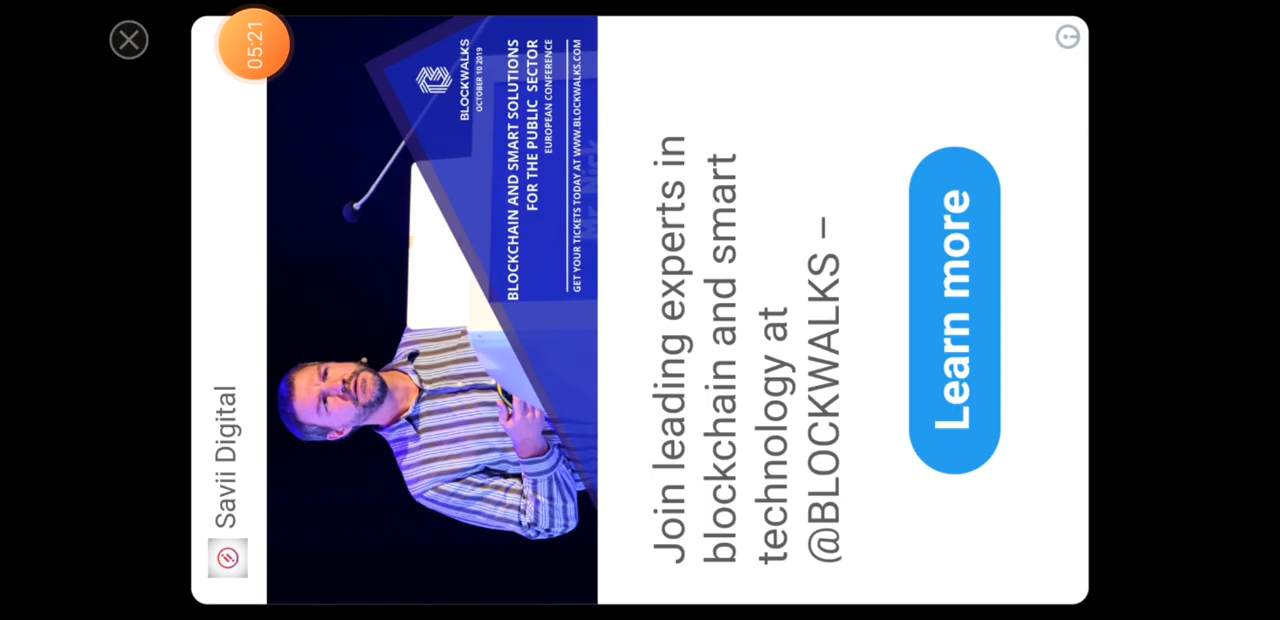 05:21
Savii Digital
BLOCKWALKS
OCTOBER 10 2019
BLOCKCHAIN AND SMART SOLUTIONS
FOR THE PUBLIC SECTOR
EUROPEAN CONFERENCE
GET YOUR TICKETS TODAY AT WWW.BLOCKWALKS.COM
Join leading experts in
blockchain and smart
technology at
@BLOCKWALKS –
Learn more